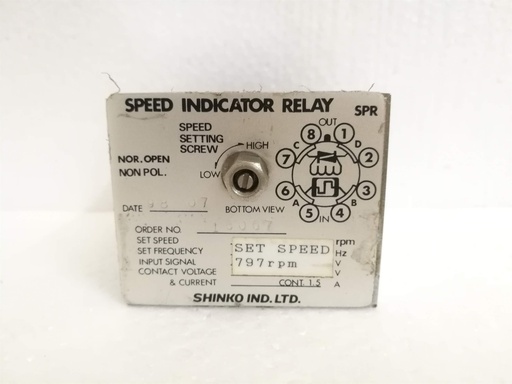 SPEED INDICATOR RELAY SPR
SPEED
SETTING
SCREW
HIGH
LOW
NOR. OPEN
NON POL.
OUT
8 1
C D
7 2
6 3
A B
5 IN 4
DATE
BOTTOM VIEW
ORDER NO.
SET SPEED rpm
SET FREQUENCY Hz
INPUT SIGNAL V
CONTACT VOLTAGE V
& CURRENT CONT. 1.5 A
SET SPEED
797rpm
SHINKO IND. LTD.